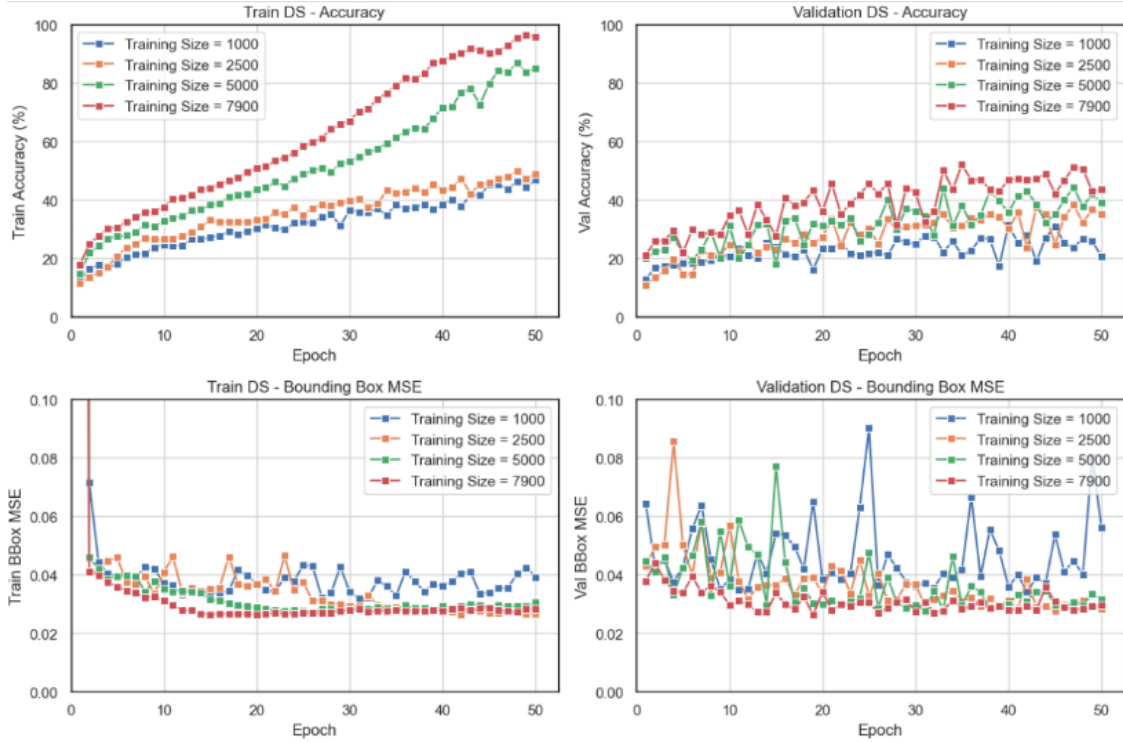 Train DS - Accuracy
Train Accuracy (%)
100
80
60
40
20
0
Training Size = 1000
Training Size = 2500
Training Size = 5000
Training Size = 7900
0 10 20 30 40 50
Epoch
Validation DS - Accuracy
Val Accuracy (%)
100
80
60
40
20
0
Training Size = 1000
Training Size = 2500
Training Size = 5000
Training Size = 7900
0 10 20 30 40 50
Epoch
Train DS - Bounding Box MSE
Train BBox MSE
0.10
0.08
0.06
0.04
0.02
0.00
Training Size = 1000
Training Size = 2500
Training Size = 5000
Training Size = 7900
0 10 20 30 40 50
Epoch
Validation DS - Bounding Box MSE
Val BBox MSE
0.10
0.08
0.06
0.04
0.02
0.00
Training Size = 1000
Training Size = 2500
Training Size = 5000
Training Size = 7900
0 10 20 30 40 50
Epoch